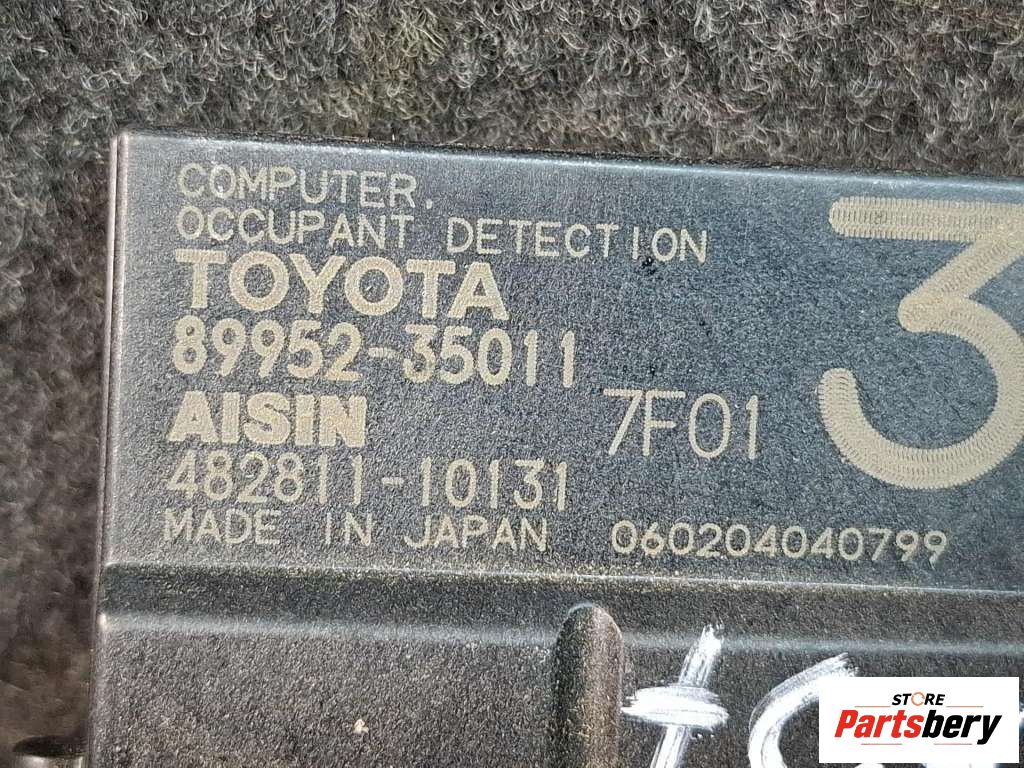 COMPUTER,
OCCUPANT DETECTION
TOYOTA
89952-35011
AISIN
7F01
3
482811-10131
MADE IN JAPAN 060204040799
STORE
Partsbery